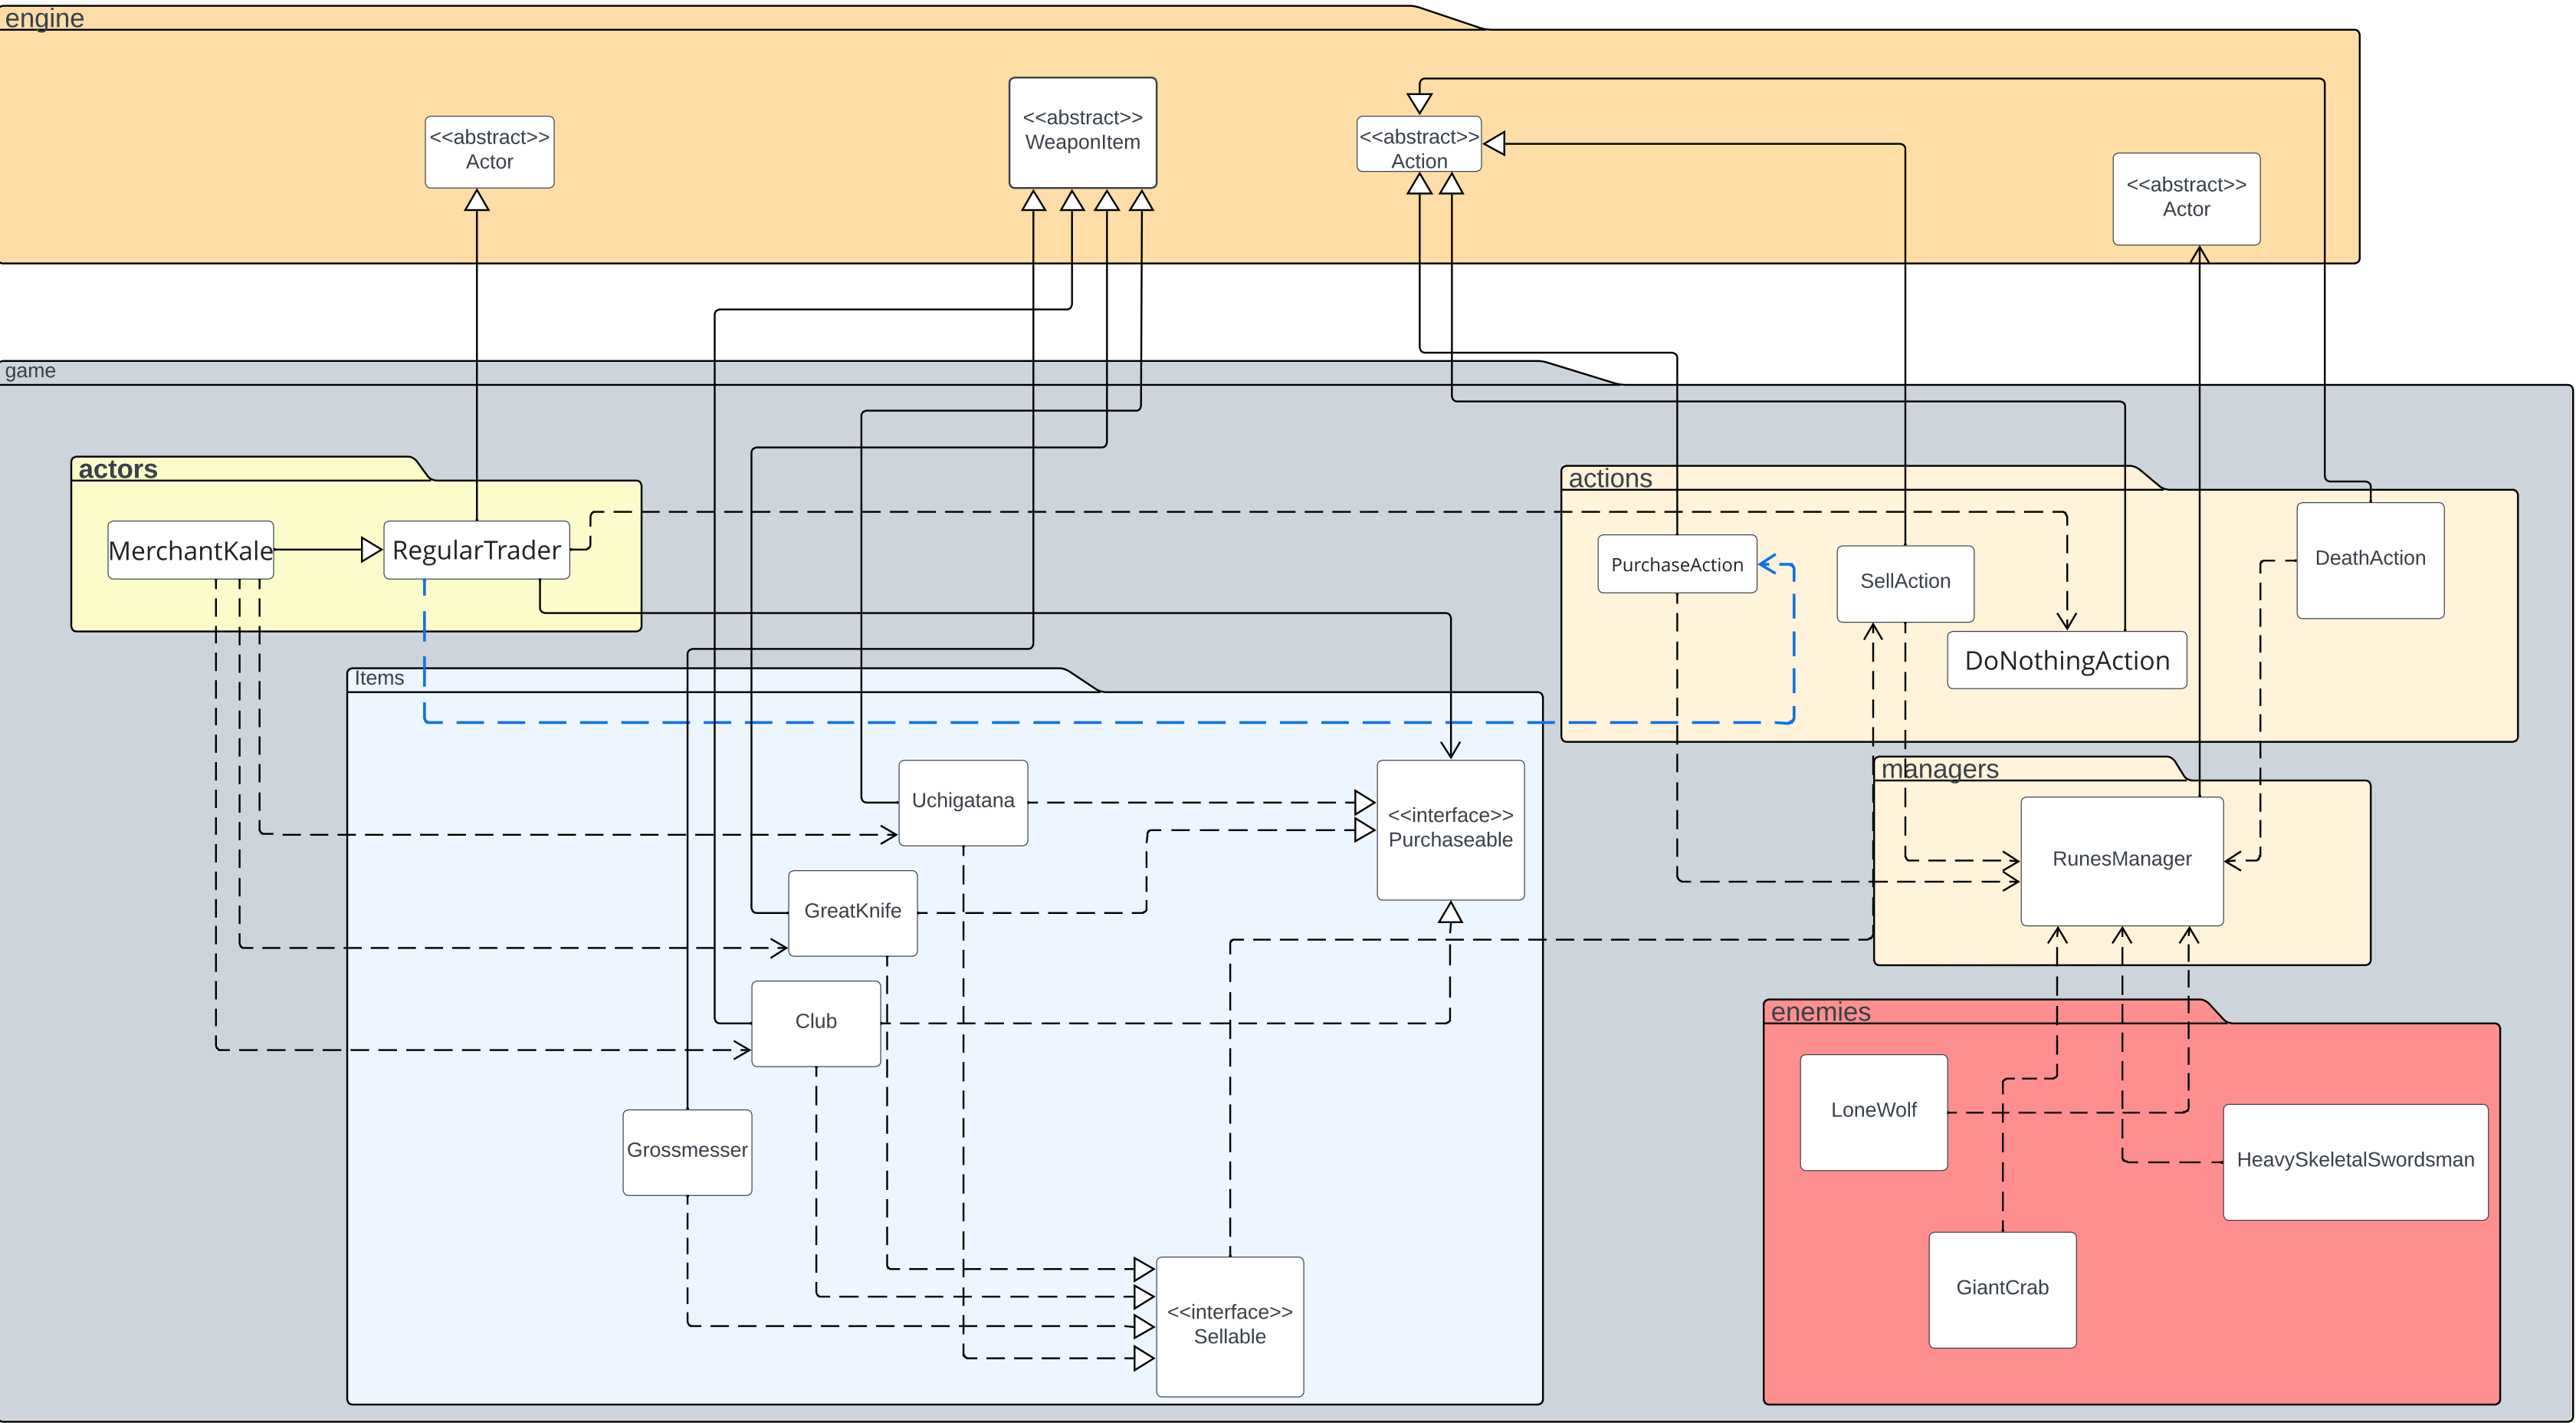 engine
<<abstract>>
Actor
<<abstract>>
WeaponItem
<<abstract>>
Action
<<abstract>>
Actor
game
actors
MerchantKale
RegularTrader
actions
PurchaseAction
SellAction
DoNothingAction
DeathAction
Items
Uchigatana
<<interface>>
Purchaseable
GreatKnife
Club
Grossmesser
<<interface>>
Sellable
managers
RunesManager
enemies
LoneWolf
HeavySkeletalSwordsman
GiantCrab